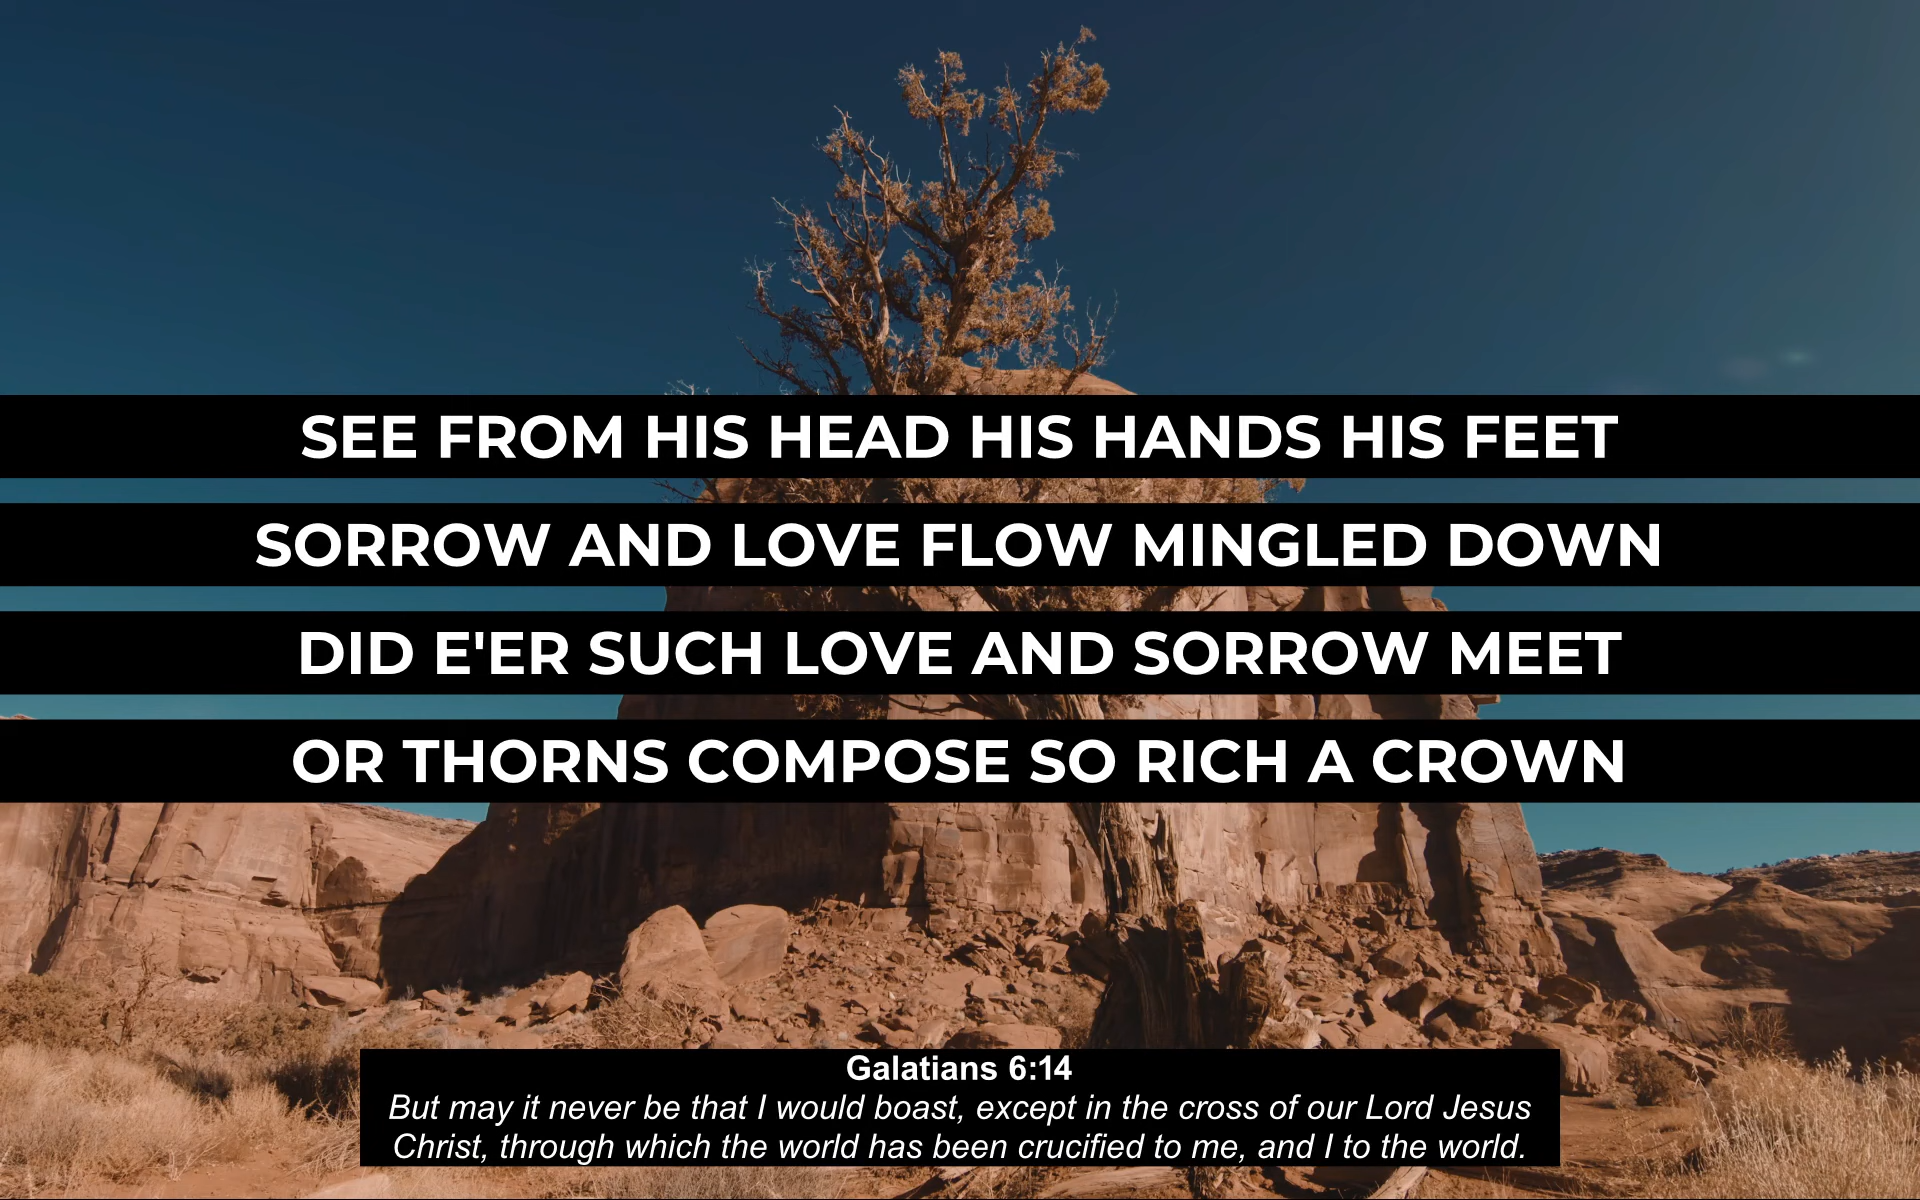 SEE FROM HIS HEAD HIS HANDS HIS FEET
SORROW AND LOVE FLOW MINGLED DOWN
DID E'ER SUCH LOVE AND SORROW MEET
OR THORNS COMPOSE SO RICH A CROWN
Galatians 6:14
But may it never be that I would boast, except in the cross of our Lord Jesus
Christ, through which the world has been crucified to me, and I to the world.